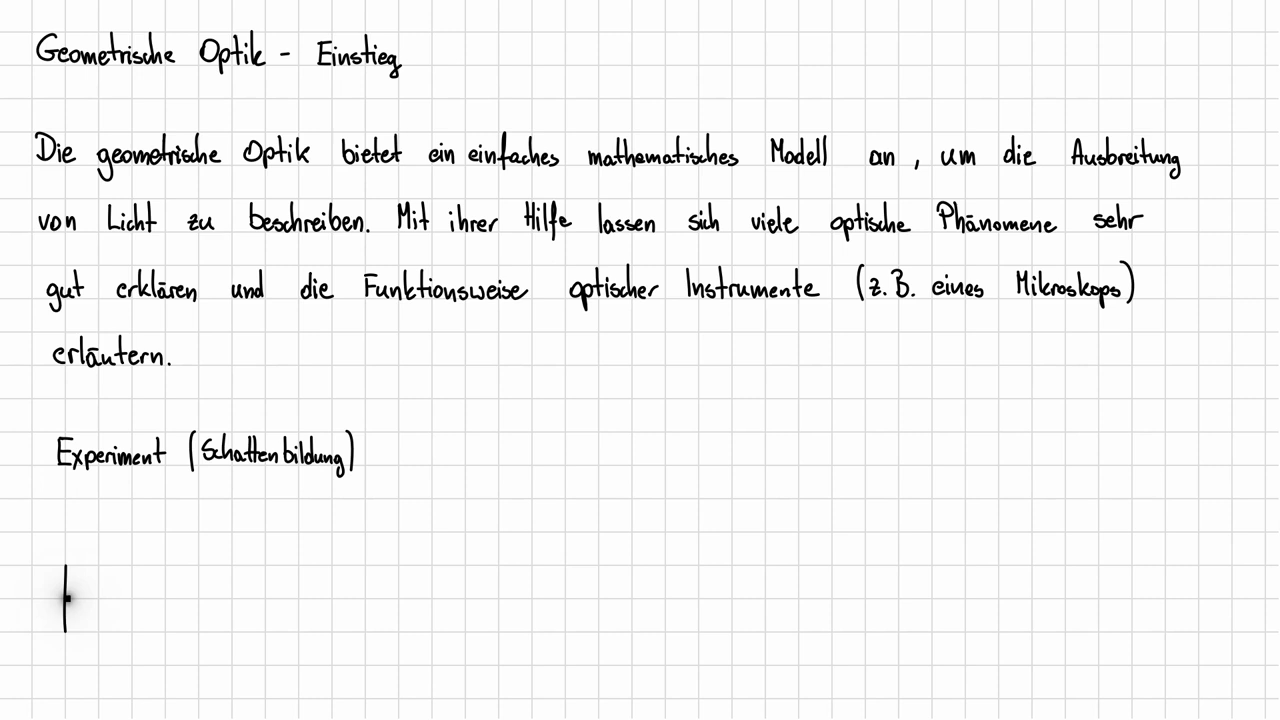 Geometrische Optik - Einstieg
Die geometrische Optik bietet ein einfaches mathematisches Modell an, um die Ausbreitung
von Licht zu beschreiben. Mit ihrer Hilfe lassen sich viele optische Phänomene sehr
gut erklären und die Funktionsweise optischer Instrumente (z.B. eines Mikroskops)
erläutern.
Experiment (Schattenbildung)